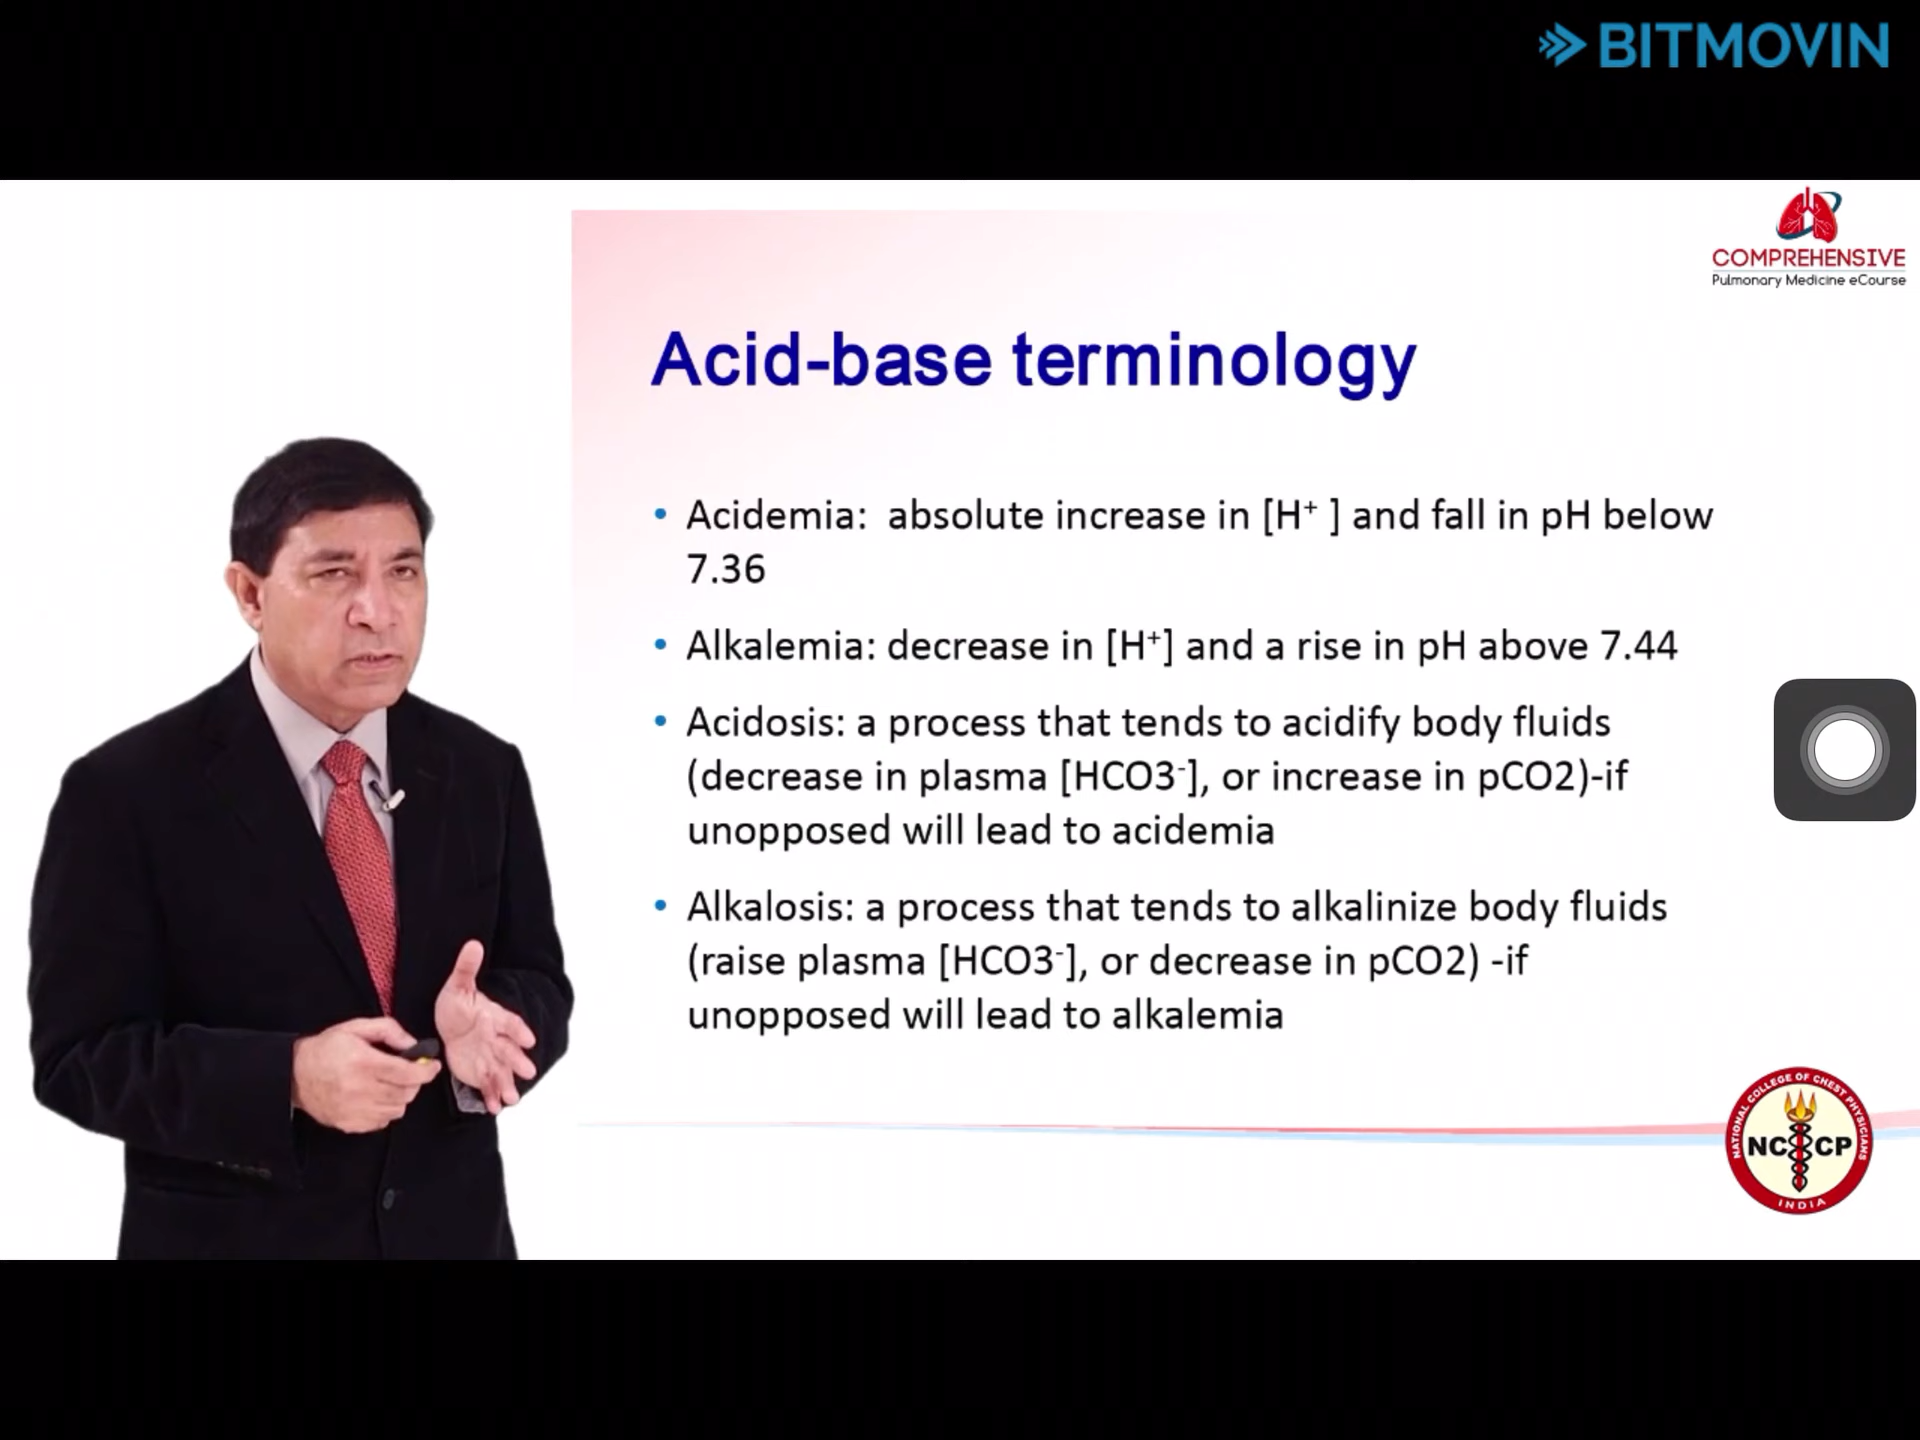 BITMOVIN
COMPREHENSIVE
Pulmonary Medicine eCourse
Acid-base terminology
• Acidemia: absolute increase in [H⁺ ] and fall in pH below
7.36
• Alkalemia: decrease in [H⁺] and a rise in pH above 7.44
• Acidosis: a process that tends to acidify body fluids
(decrease in plasma [HCO3⁻], or increase in pCO2)-if
unopposed will lead to acidemia
• Alkalosis: a process that tends to alkalinize body fluids
(raise plasma [HCO3⁻], or decrease in pCO2) -if
unopposed will lead to alkalemia
NATIONAL COLLEGE OF CHEST PHYSICIANS
NCCP
INDIA